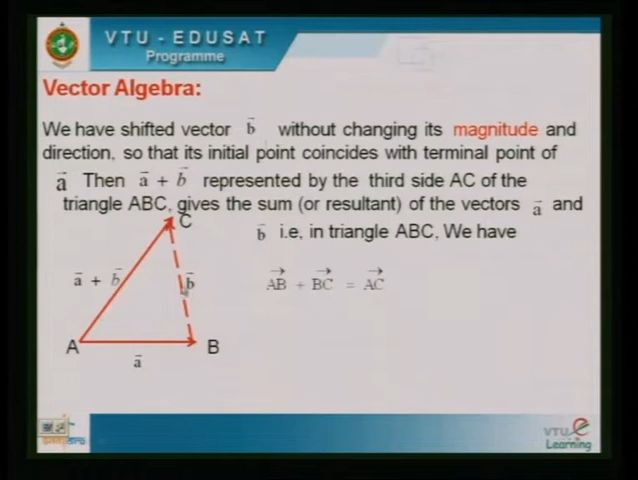 VTU - EDUSAT
Programme
Vector Algebra:
We have shifted vector b̄ without changing its magnitude and
direction, so that its initial point coincides with terminal point of
ā Then ā + b̄ represented by the third side AC of the
triangle ABC, gives the sum (or resultant) of the vectors ā and
b̄ i.e, in triangle ABC, We have
C
ā + b̄
b̄
AB + BC = AC
A
B
ā
VTU e
Learning